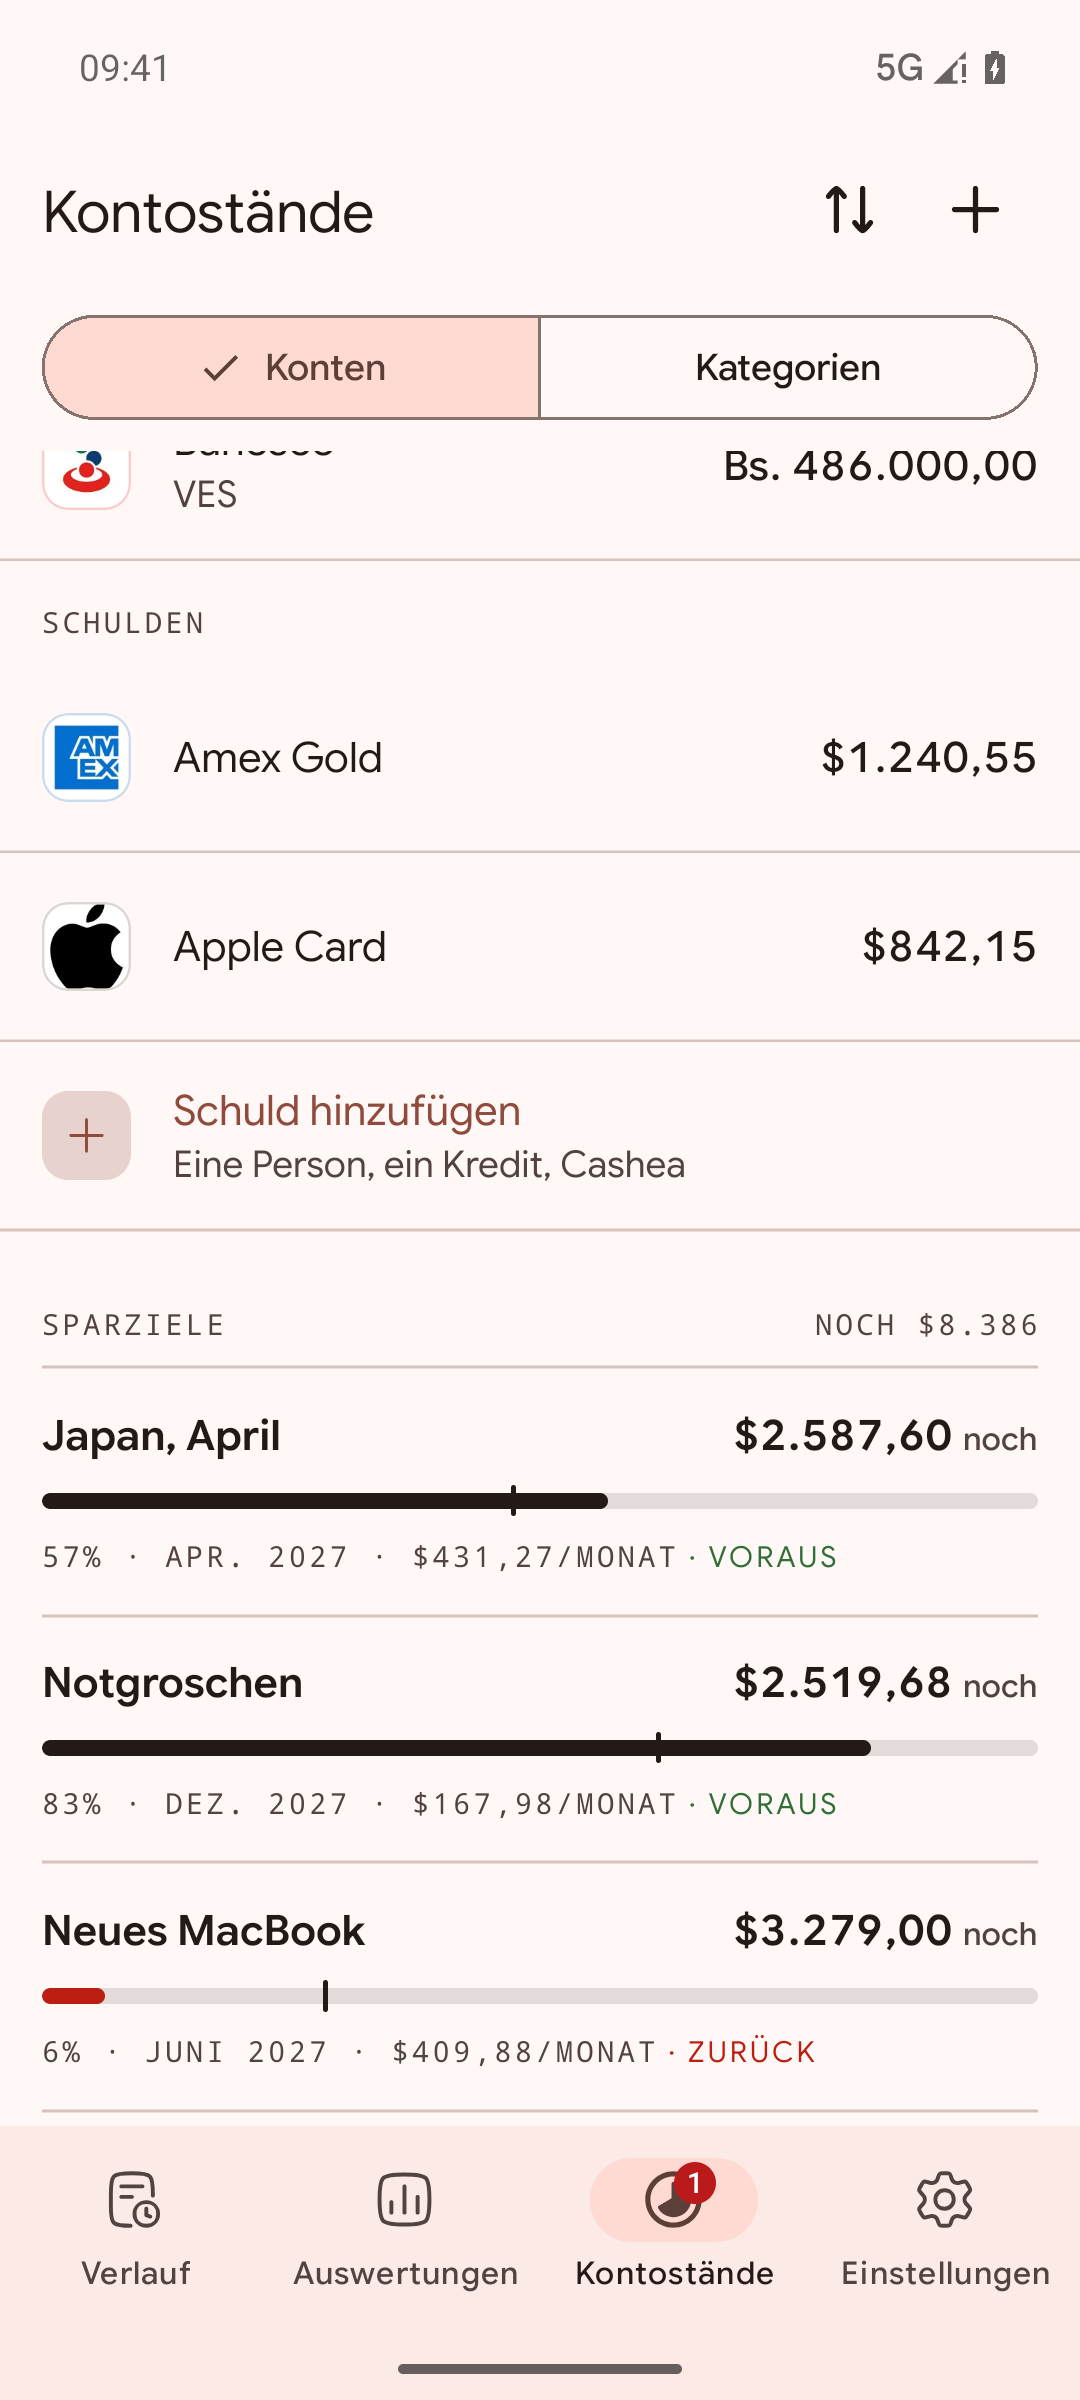 09:41
5G
Kontostände
Konten
Kategorien
Bs. 486.000,00
VES
SCHULDEN
AM
EX
Amex Gold
$1.240,55
Apple Card
$842,15
Schuld hinzufügen
Eine Person, ein Kredit, Cashea
SPARZIELE
NOCH $8.386
Japan, April
$2.587,60 noch
57% · APR. 2027 · $431,27/MONAT · VORAUS
Notgroschen
$2.519,68 noch
83% · DEZ. 2027 · $167,98/MONAT · VORAUS
Neues MacBook
$3.279,00 noch
6% · JUNI 2027 · $409,88/MONAT · ZURÜCK
1
Verlauf
Auswertungen
Kontostände
Einstellungen